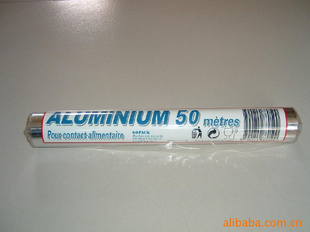 ALUMINIUM 50 mètres
Pour contact alimentaire
alibaba.com.cn